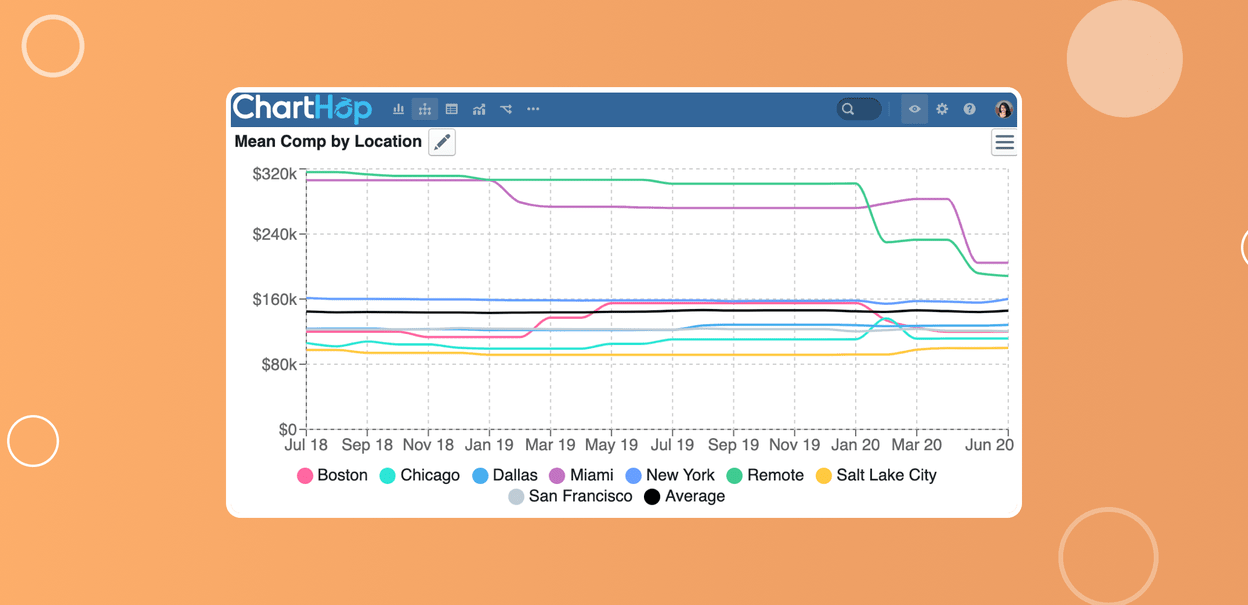 ChartHop
Mean Comp by Location
$320k
$240k
$160k
$80k
$0
Jul 18 Sep 18 Nov 18 Jan 19 Mar 19 May 19 Jul 19 Sep 19 Nov 19 Jan 20 Mar 20 Jun 20
Boston Chicago Dallas Miami New York Remote Salt Lake City
San Francisco Average